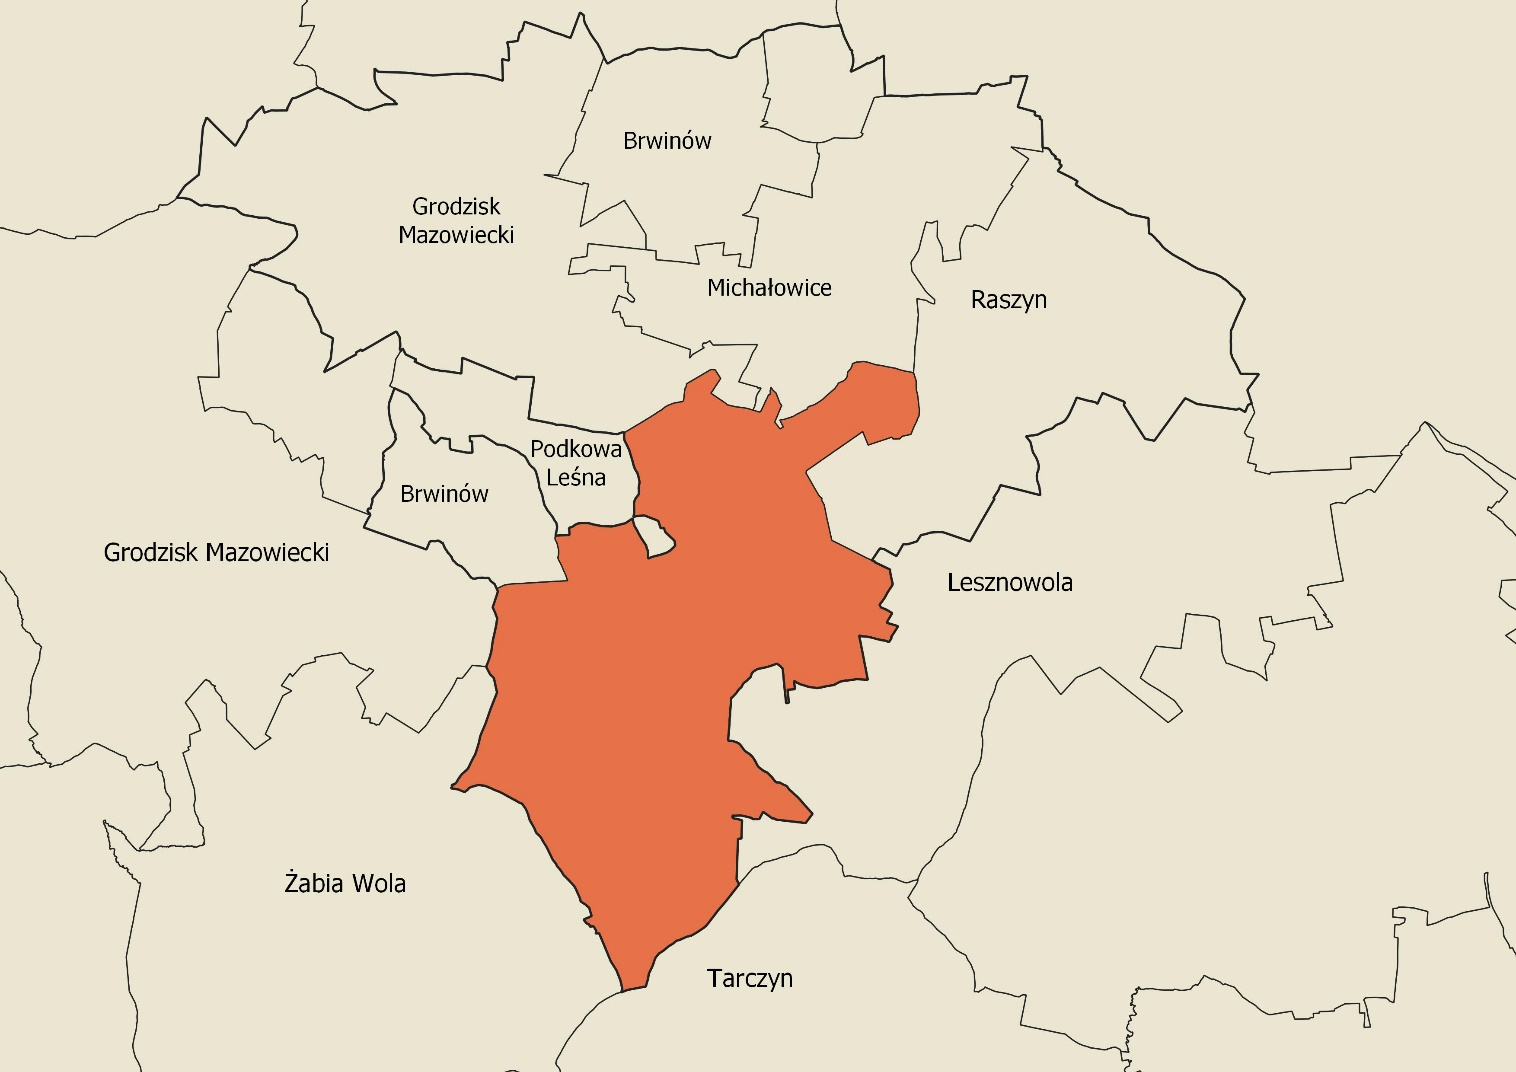 Brwinów
Grodzisk
Mazowiecki
Michałowice
Raszyn
Podkowa
Leśna
Brwinów
Grodzisk Mazowiecki
Lesznowola
Żabia Wola
Tarczyn